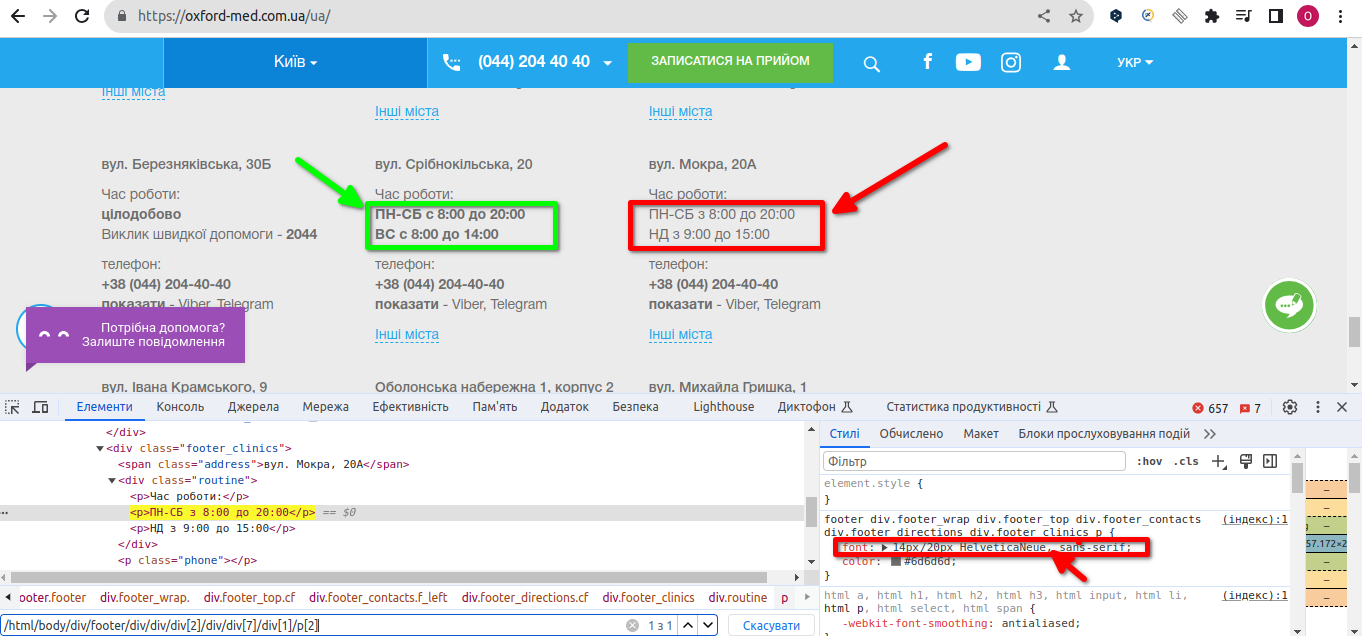 https://oxford-med.com.ua/ua/
Київ
(044) 204 40 40
ЗАПИСАТИСЯ НА ПРИЙОМ
УКР
Інші міста
Інші міста
Інші міста
вул. Березняківська, 30Б
вул. Срібнокільська, 20
вул. Мокра, 20А
Час роботи:
Час роботи:
Час роботи:
цілодобово
ПН-СБ с 8:00 до 20:00
ПН-СБ з 8:00 до 20:00
Виклик швидкої допомоги - 2044
ВС с 8:00 до 14:00
НД з 9:00 до 15:00
телефон:
телефон:
телефон:
+38 (044) 204-40-40
+38 (044) 204-40-40
+38 (044) 204-40-40
показати - Viber, Telegram
показати - Viber, Telegram
показати - Viber, Telegram
Потрібна допомога?
Залиште повідомлення
Інші міста
Інші міста
вул. Івана Крамського, 9
Оболонська набережна 1, корпус 2
вул. Михайла Гришка, 1
Елементи Консоль Джерела Мережа Ефективність Пам'ять Додаток Безпека Lighthouse Диктофон Статистика продуктивності 657 7
</div>
<div class="footer_clinics">
<span class="address">вул. Мокра, 20А</span>
<div class="routine">
<p>Час роботи:</p>
<p>ПН-СБ з 8:00 до 20:00</p> == $0
<p>НД з 9:00 до 15:00</p>
</div>
<p class="phone"></p>
ooter.footer div.footer_wrap. div.footer_top.cf div.footer_contacts.f_left div.footer_directions.cf div.footer_clinics div.routine p
/html/body/div/footer/div/div/div[2]/div/div[7]/div[1]/p[2]
1 з 1
Скасувати
Стилі Обчислено Макет Блоки прослуховування подій
Фільтр
:hov .cls
element.style {
}
footer div.footer_wrap div.footer_top div.footer_contacts (індекс):1
div.footer_directions div.footer_clinics p {
font: 14px/20px HelveticaNeue, sans-serif;
color: #6d6d6d;
}
html a, html h1, html h2, html h3, html input, html li, (індекс):1
html p, html select, html span {
-webkit-font-smoothing: antialiased;
57.172×2